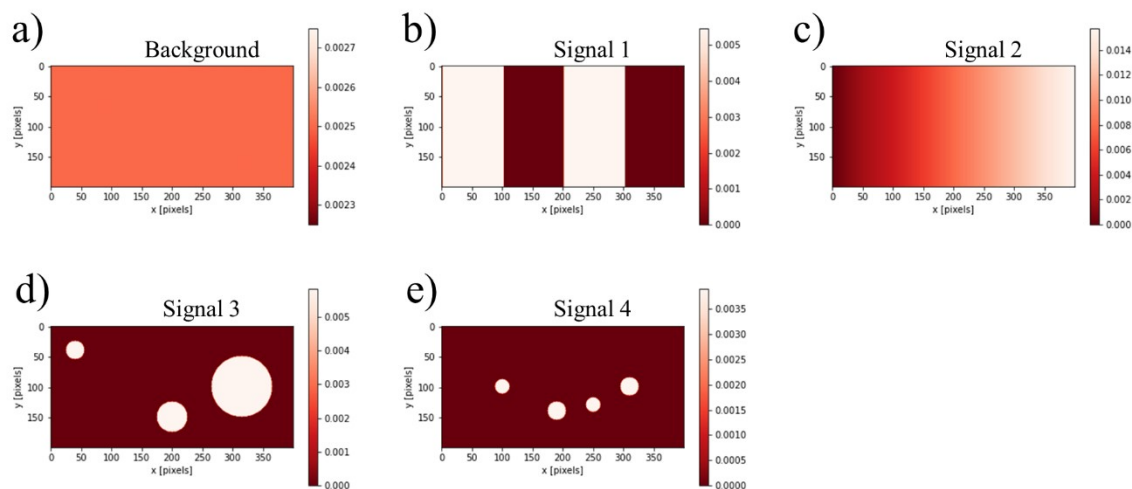 a)
Background
0
50
100
150
y [pixels]
0 50 100 150 200 250 300 350
x [pixels]
0.0027
0.0026
0.0025
0.0024
0.0023
b)
Signal 1
0
50
100
150
y [pixels]
0 50 100 150 200 250 300 350
x [pixels]
0.005
0.004
0.003
0.002
0.001
0.000
c)
Signal 2
0
50
100
150
y [pixels]
0 50 100 150 200 250 300 350
x [pixels]
0.014
0.012
0.010
0.008
0.006
0.004
0.002
0.000
d)
Signal 3
0
50
100
150
y [pixels]
0 50 100 150 200 250 300 350
x [pixels]
0.005
0.004
0.003
0.002
0.001
0.000
e)
Signal 4
0
50
100
150
y [pixels]
0 50 100 150 200 250 300 350
x [pixels]
0.0035
0.0030
0.0025
0.0020
0.0015
0.0010
0.0005
0.0000